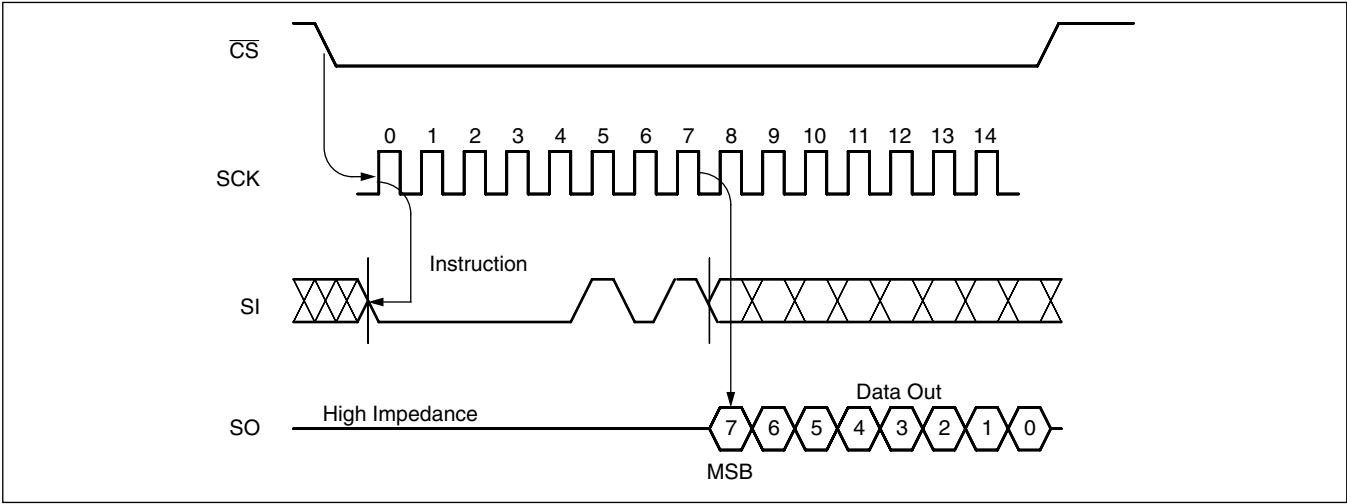 CS
0 1 2 3 4 5 6 7 8 9 10 11 12 13 14
SCK
Instruction
SI
Data Out
High Impedance
SO
7 6 5 4 3 2 1 0
MSB